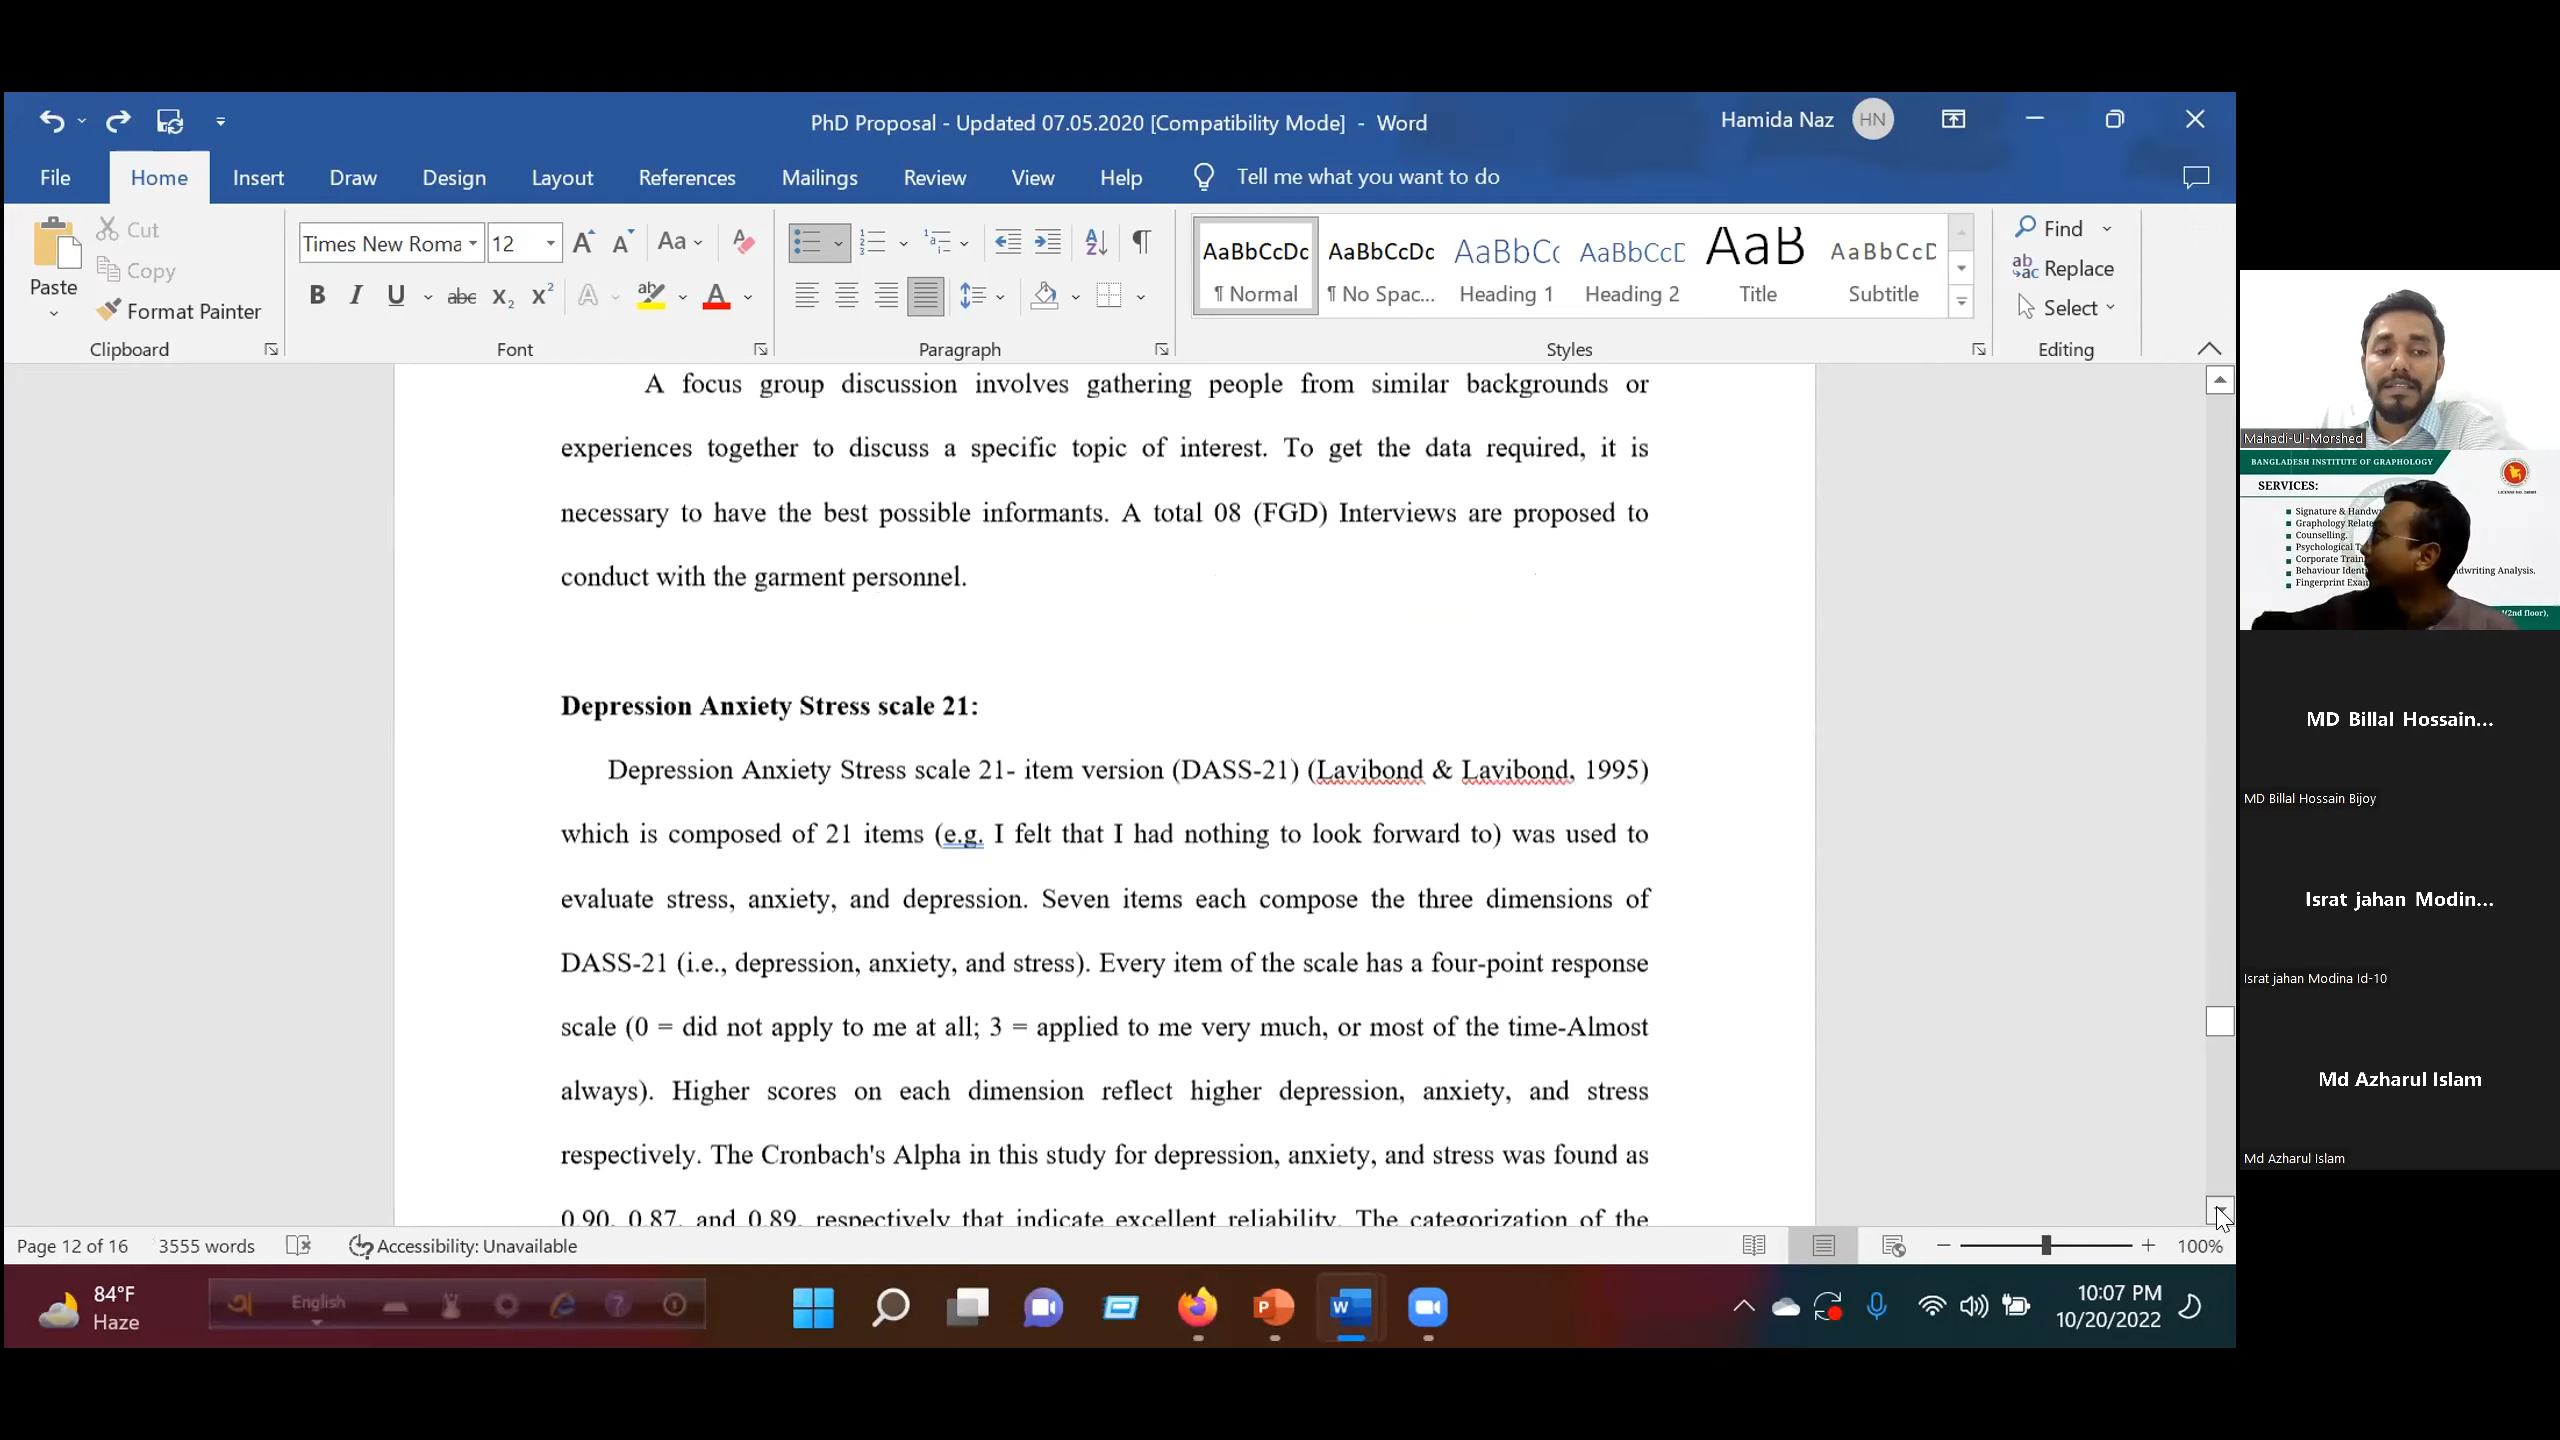 PhD Proposal - Updated 07.05.2020 [Compatibility Mode] - Word
Hamida Naz
HN
File
Home
Insert
Draw
Design
Layout
References
Mailings
Review
View
Help
Tell me what you want to do
Paste
Cut
Copy
Format Painter
Clipboard
Times New Roma
12
Font
Paragraph
AaBbCcDc
¶ Normal
AaBbCcDc
¶ No Spac...
AaBbCc
Heading 1
AaBbCcD
Heading 2
AaB
Title
AaBbCcD
Subtitle
Styles
Find
Replace
Select
Editing
A focus group discussion involves gathering people from similar backgrounds or
experiences together to discuss a specific topic of interest. To get the data required, it is
necessary to have the best possible informants. A total 08 (FGD) Interviews are proposed to
conduct with the garment personnel.
Depression Anxiety Stress scale 21:
Depression Anxiety Stress scale 21- item version (DASS-21) (Lavibond & Lavibond, 1995)
which is composed of 21 items (e.g. I felt that I had nothing to look forward to) was used to
evaluate stress, anxiety, and depression. Seven items each compose the three dimensions of
DASS-21 (i.e., depression, anxiety, and stress). Every item of the scale has a four-point response
scale (0 = did not apply to me at all; 3 = applied to me very much, or most of the time-Almost
always). Higher scores on each dimension reflect higher depression, anxiety, and stress
respectively. The Cronbach's Alpha in this study for depression, anxiety, and stress was found as
0.90, 0.87, and 0.89, respectively that indicate excellent reliability. The categorization of the
Page 12 of 16
3555 words
Accessibility: Unavailable
100%
84°F
Haze
English
10:07 PM
10/20/2022
Mahadi-Ul-Morshed
BANGLADESH INSTITUTE OF GRAPHOLOGY
SERVICES:
Signature &
Graphology
Counselling.
Psychological
Corporate
Behaviour Analysis.
Fingerprint
(2nd floor),
MD Billal Hossain...
MD Billal Hossain Bijoy
Israt jahan Modin...
Israt jahan Modina Id-10
Md Azharul Islam
Md Azharul Islam